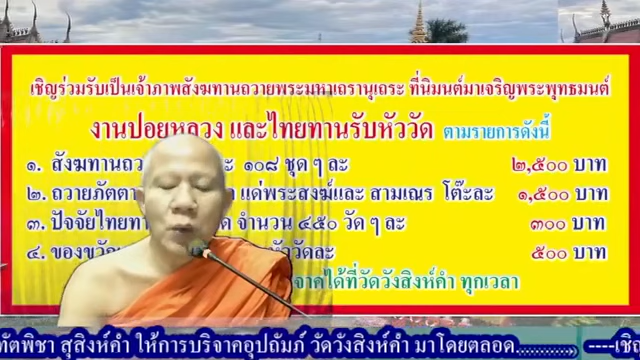 เชิญร่วมรับเป็นเจ้าภาพสังฆทานถวายพระมหาเถรานุเถระ ที่นิมนต์มาเจริญพระพุทธมนต์
งานปอยหลวง และไทยทานรับหัววัด ตามรายการดังนี้
๑. สังฆทานถวา ๑๐๘ ชุด ๆ ละ ๒,๕๐๐ บาท
๒. ถวายภัตตา แด่พระสงฆ์และ สามเณร โต๊ะละ ๑,๕๐๐ บาท
๓. ปัจจัยไทยทา จำนวน ๔๕๐ วัด ๆ ละ ๓๐๐ บาท
๔. ของขวัญ วัดละ ๕๐๐ บาท
จาคได้ที่วัดวังสิงห์คำ ทุกเวลา
ทัตพิชา สุสิงห์คำ ให้การบริจาคอุปถัมภ์ วัดวังสิงห์คำ มาโดยตลอด............ ----เชิ